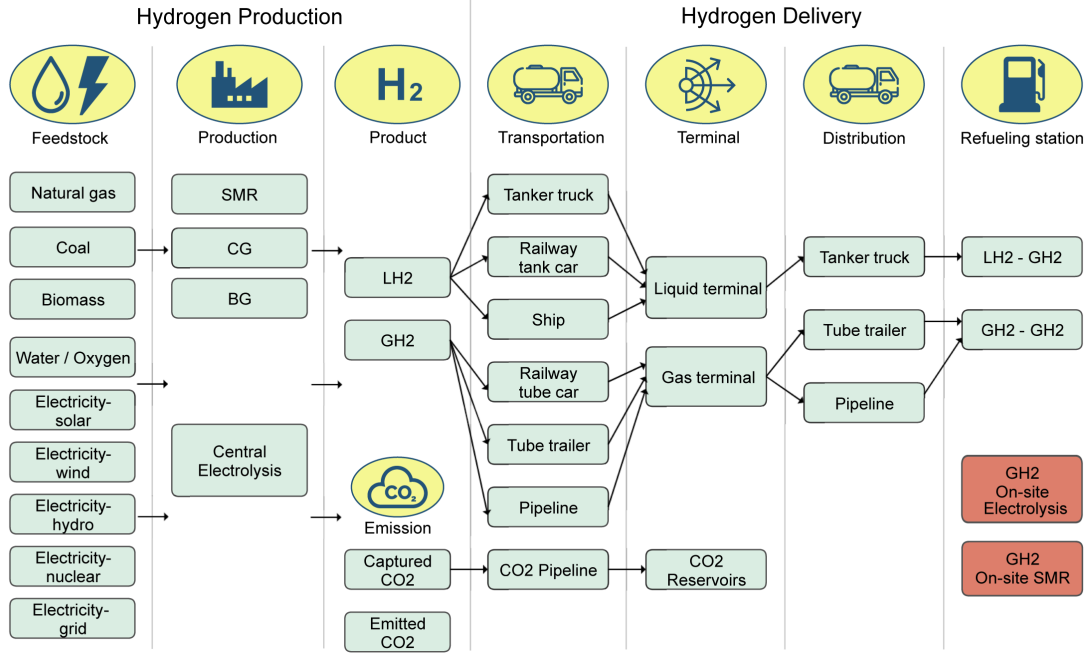 Hydrogen Production
Hydrogen Delivery
H2
Feedstock
Production
Product
Transportation
Terminal
Distribution
Refueling station
Natural gas
Coal
Biomass
Water / Oxygen
Electricity-
solar
Electricity-
wind
Electricity-
hydro
Electricity-
nuclear
Electricity-
grid
SMR
CG
BG
Central
Electrolysis
LH2
GH2
CO2
Emission
Captured
CO2
Emitted
CO2
Tanker truck
Railway
tank car
Ship
Railway
tube car
Tube trailer
Pipeline
CO2 Pipeline
Liquid terminal
Gas terminal
CO2
Reservoirs
Tanker truck
Tube trailer
Pipeline
LH2 - GH2
GH2 - GH2
GH2
On-site
Electrolysis
GH2
On-site SMR